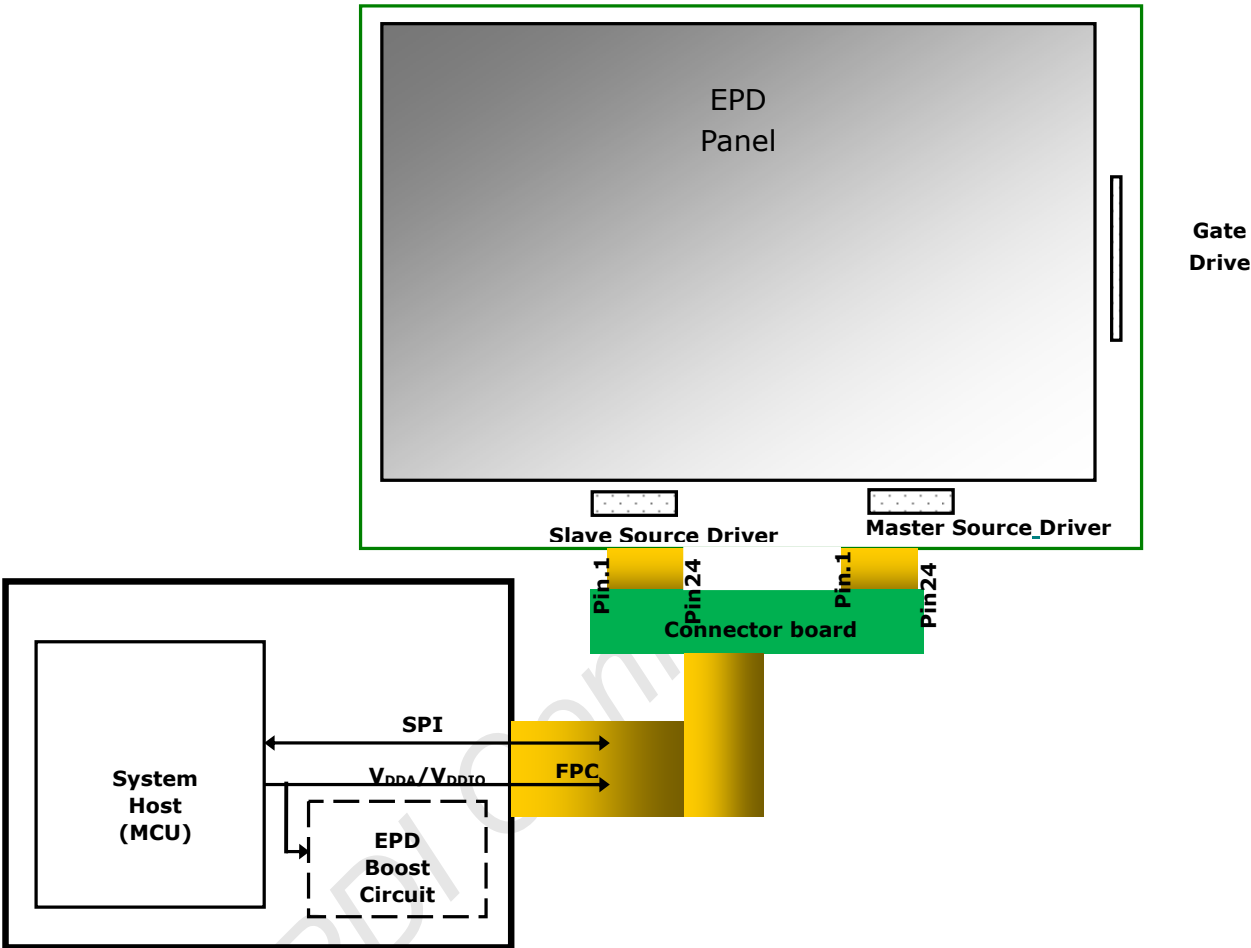 EPD
Panel
Gate
Drive
Slave Source Driver
Master Source Driver
Pin.1
Pin24
Pin.1
Pin24
Connector board
SPI
VDDA/VDDIO
FPC
System
Host
(MCU)
EPD
Boost
Circuit